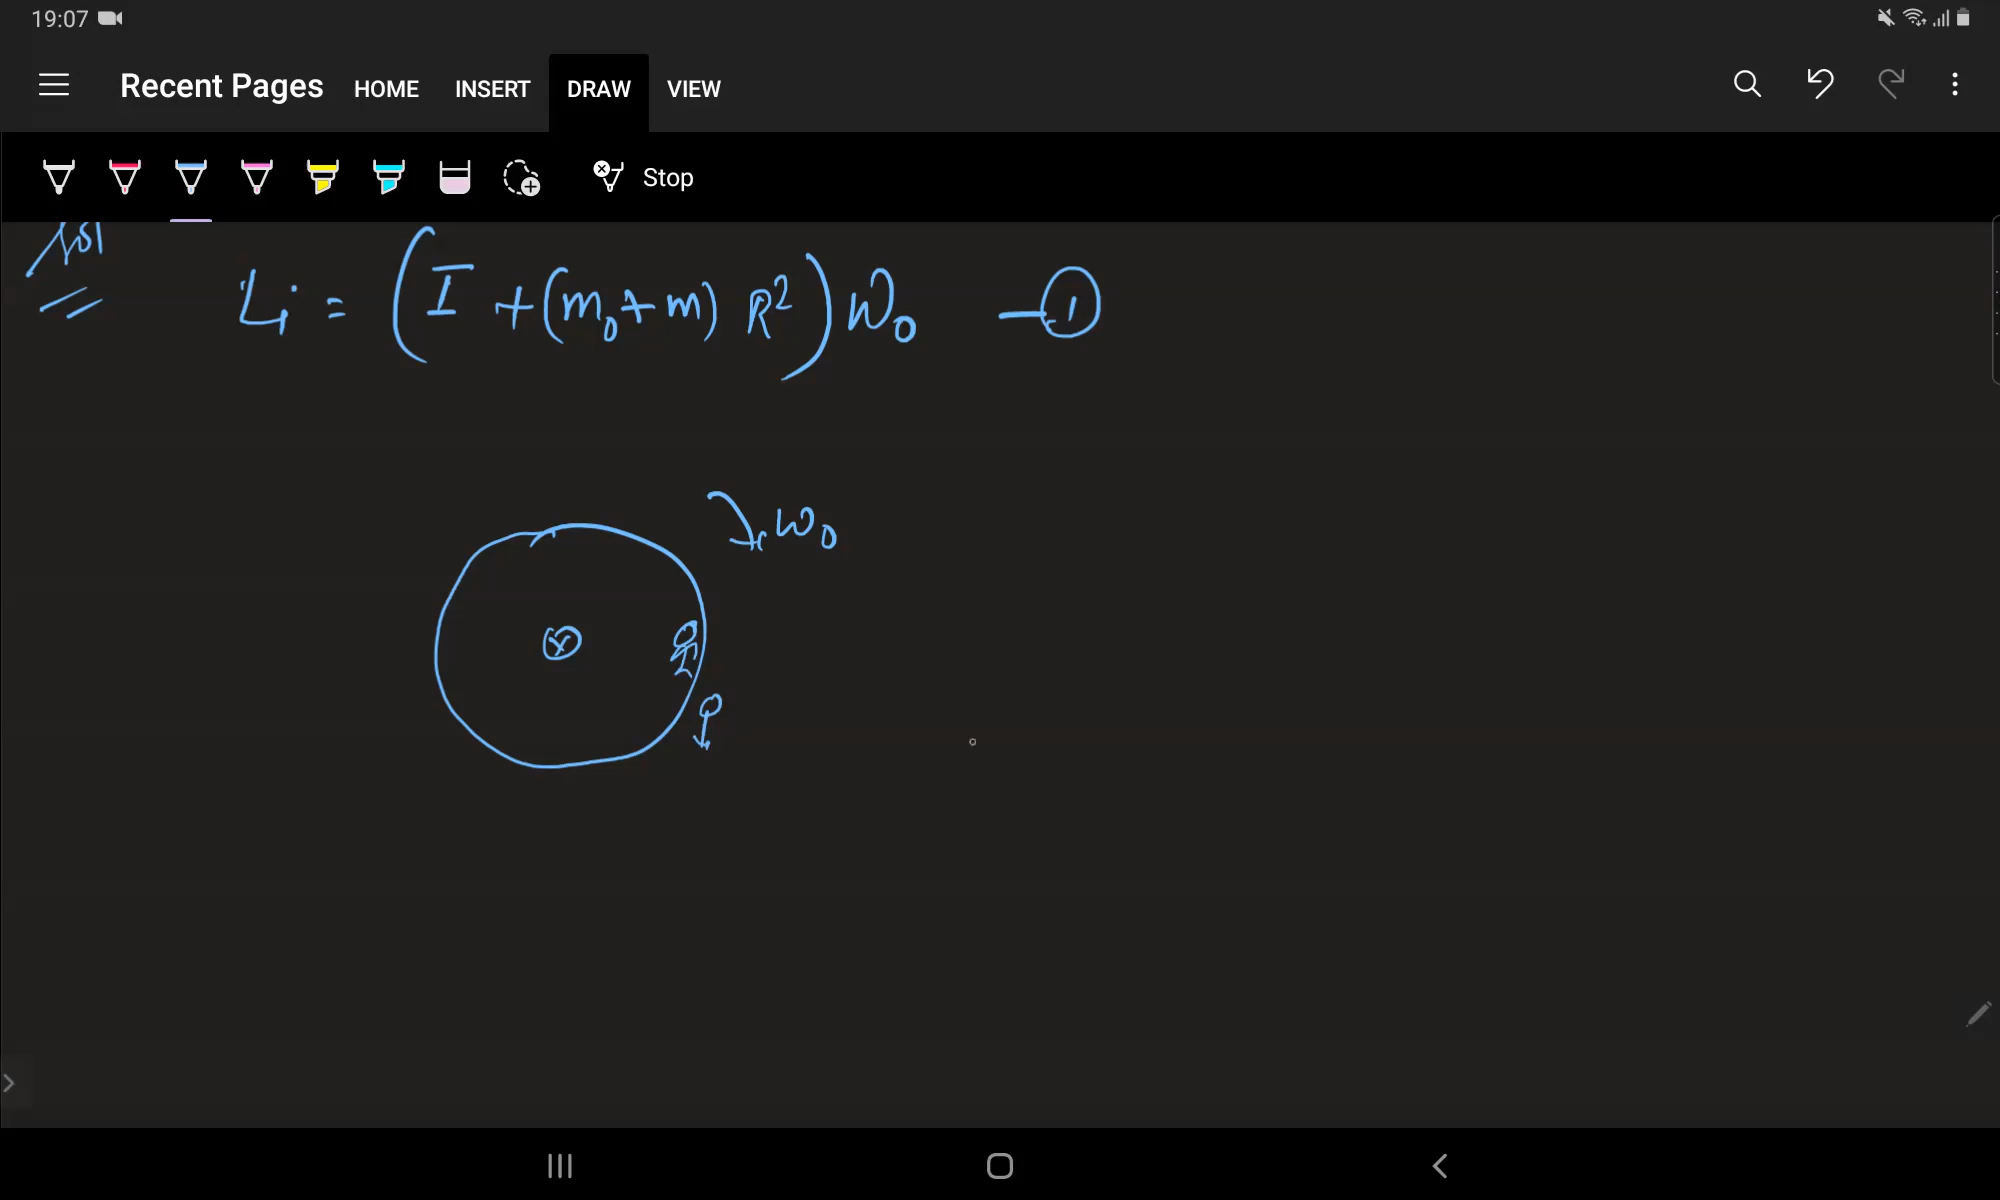 19:07
Recent Pages HOME INSERT DRAW VIEW
Stop
Sol
Li = (I + (m₀+m) R²) ω₀ — ①
ω₀